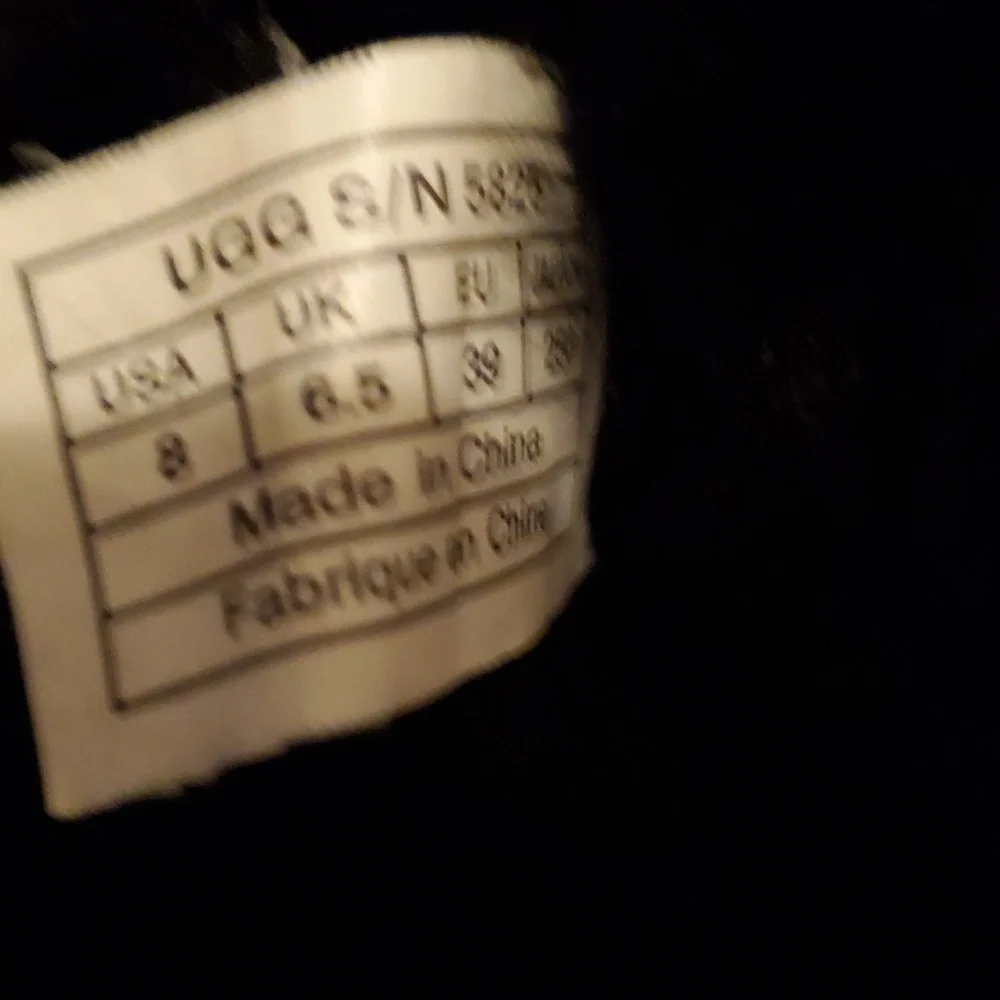 UGG S/N
USA UK EU
8 6.5 39
Made in China
Fabrique en Chine